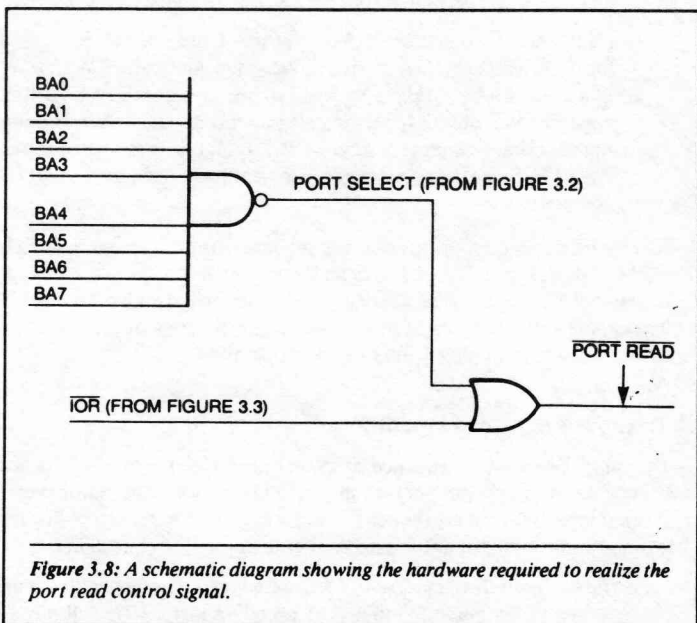 BA0
BA1
BA2
BA3
BA4
BA5
BA6
BA7
PORT SELECT (FROM FIGURE 3.2)
PORT READ
IOR (FROM FIGURE 3.3)
Figure 3.8: A schematic diagram showing the hardware required to realize the
port read control signal.